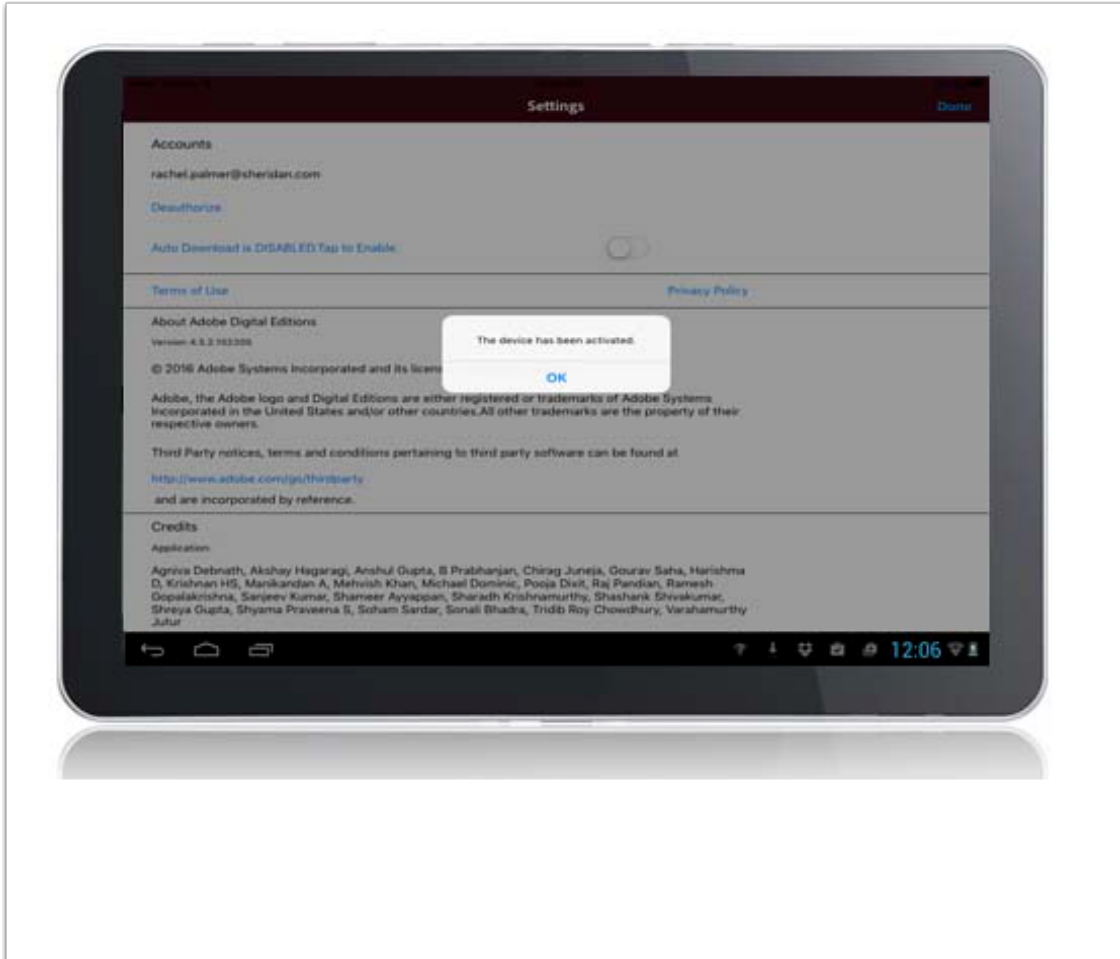 Settings
Done
Accounts
rachel.palmer@sheridan.com
Deauthorize
Auto Download is DISABLED.Tap to Enable.
Terms of Use
Privacy Policy
About Adobe Digital Editions
Version 4.5.2
The device has been activated.
OK
© 2016 Adobe Systems Incorporated and its
Adobe, the Adobe logo and Digital Editions are either registered or trademarks of Adobe Systems
Incorporated in the United States and/or other countries.All other trademarks are the property of their
respective owners.
Third Party notices, terms and conditions pertaining to third party software can be found at
http://www.adobe.com/go/thirdparty
and are incorporated by reference.
Credits
Application
Agniva Debnath, Akshay Hagaragi, Anshul Gupta, B Prabhanjan, Chirag Juneja, Gourav Saha, Harishma
D, Krishnan HS, Manikandan A, Mehvish Khan, Michael Dominic, Pooja Dixit, Raj Pandian, Ramesh
Gopalakrishna, Sanjeev Kumar, Shameer Ayyappan, Sharadh Krishnamurthy, Shashank Shivakumar,
Shreya Gupta, Shyama Praveena S, Soham Sardar, Sonali Bhadra, Tridib Roy Chowdhury, Varahamurthy
Jutur
12:06